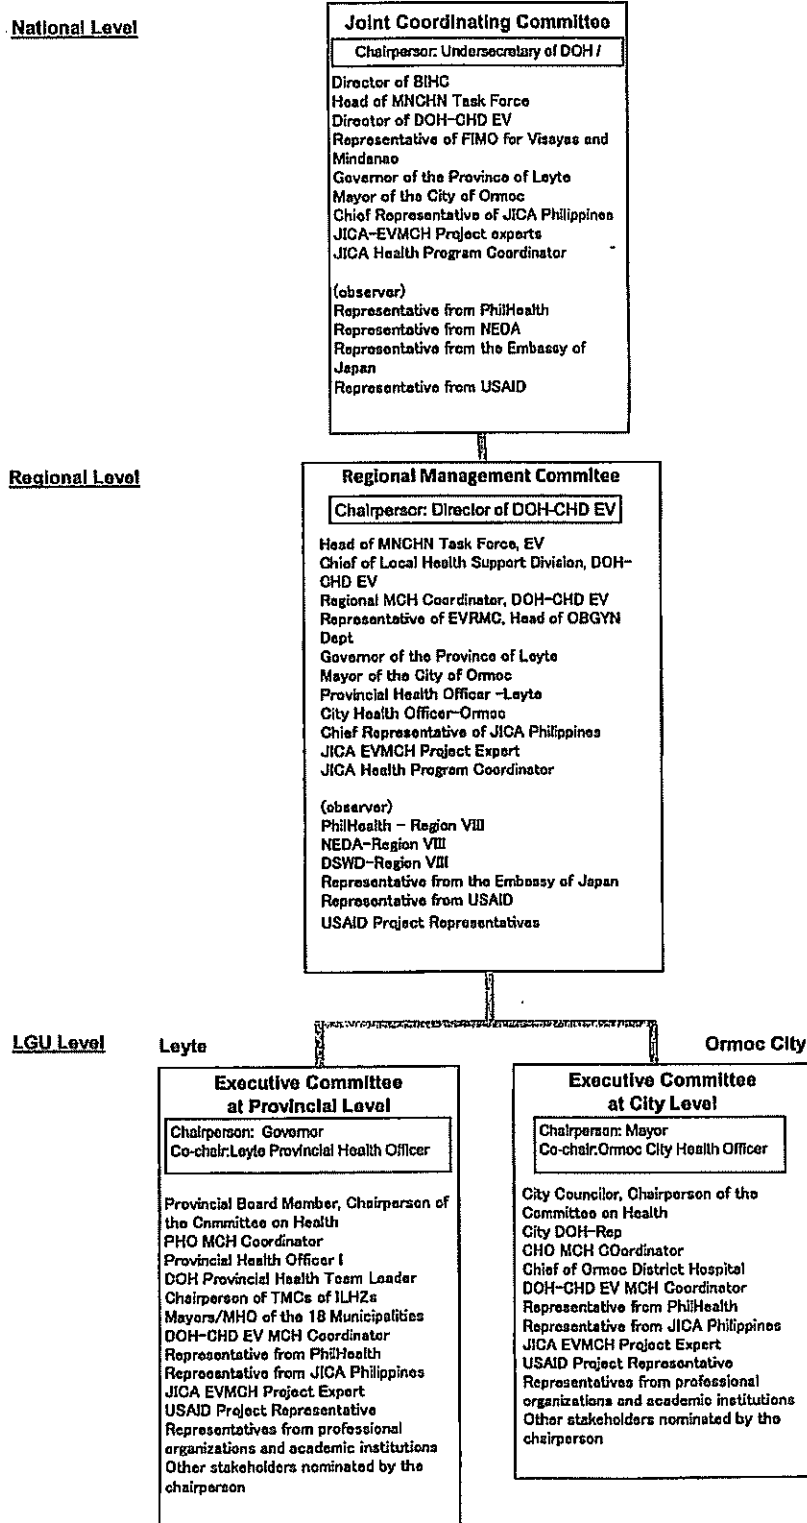 National Level
Joint Coordinating Committee
Chairperson: Undersecretary of DOH /
Director of BIHC
Head of MNCHN Task Force
Director of DOH-CHD EV
Representative of FIMO for Visayas and
Mindanao
Governor of the Province of Leyte
Mayor of the City of Ormoc
Chief Representative of JICA Philippines
JICA-EVMCH Project experts
JICA Health Program Coordinator
(observer)
Representative from PhilHealth
Representative from NEDA
Representative from the Embassy of
Japan
Representative from USAID
Regional Level
Regional Management Commitee
Chairperson: Director of DOH-CHD EV
Head of MNCHN Task Force, EV
Chief of Local Health Support Division, DOH-
CHD EV
Regional MCH Coordinator, DOH-CHD EV
Representative of EVRMC, Head of OBGYN
Dept
Governor of the Province of Leyte
Mayor of the City of Ormoc
Provincial Health Officer -Leyte
City Health Officer-Ormoc
Chief Representative of JICA Philippines
JICA EVMCH Project Expert
JICA Health Program Coordinator
(observer)
PhilHealth - Region VIII
NEDA-Region VIII
DSWD-Region VIII
Representative from the Embassy of Japan
Representative from USAID
USAID Project Representatives
LGU Level
Leyte
Ormoc City
Executive Committee
at Provincial Level
Chairperson: Governor
Co-chair:Leyte Provincial Health Officer
Provincial Board Member, Chairperson of
the Cnmmittee on Health
PHO MCH Coordinator
Provincial Health Officer I
DOH Provincial Health Team Leader
Chairperson of TMCs of ILHZs
Mayors/MHO of the 18 Municipalities
DOH-CHD EV MCH Coordinator
Representative from PhilHealth
Representative from JICA Philippines
JICA EVMCH Project Expert
USAID Project Representative
Representatives from professional
organizations and academic institutions
Other stakeholders nominated by the
chairperson
Executive Committee
at City Level
Chairperson: Mayor
Co-chair:Ormoc City Health Officer
City Councilor, Chairperson of the
Committee on Health
City DOH-Rep
CHO MCH COordinator
Chief of Ormoc District Hospital
DOH-CHD EV MCH Coordinator
Representative from PhilHealth
Representative from JICA Philippines
JICA EVMCH Project Expert
USAID Project Representative
Representatives from professional
organizations and academic institutions
Other stakeholders nominated by the
chairperson